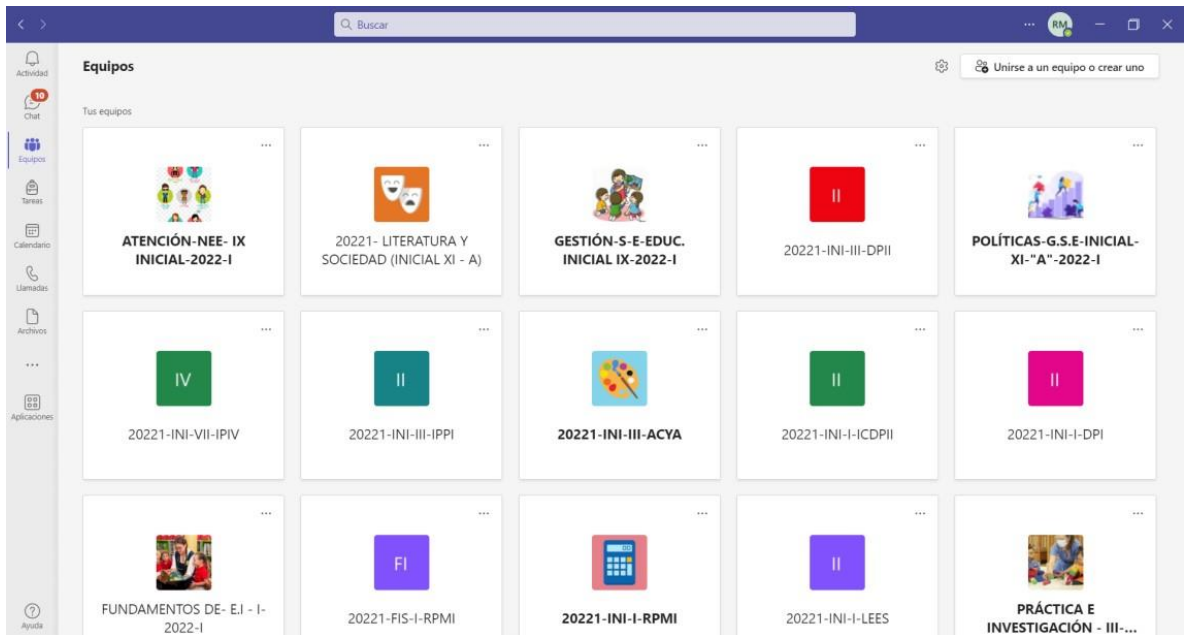 Buscar
RM
Actividad
10
Chat
Equipos
Tareas
Calendario
Llamadas
Archivos
Aplicaciones
Ayuda
Equipos
Unirse a un equipo o crear uno
Tus equipos
ATENCIÓN-NEE- IX
INICIAL-2022-I
20221- LITERATURA Y
SOCIEDAD (INICIAL XI - A)
GESTIÓN-S-E-EDUC.
INICIAL IX-2022-I
II
20221-INI-III-DPII
POLÍTICAS-G.S.E-INICIAL-
XI-"A"-2022-I
IV
20221-INI-VII-IPIV
II
20221-INI-III-IPPI
20221-INI-III-ACYA
II
20221-INI-I-ICDPII
II
20221-INI-I-DPI
FUNDAMENTOS DE- E.I - I-
2022-I
FI
20221-FIS-I-RPMI
20221-INI-I-RPMI
II
20221-INI-I-LEES
PRÁCTICA E
INVESTIGACIÓN - III-...